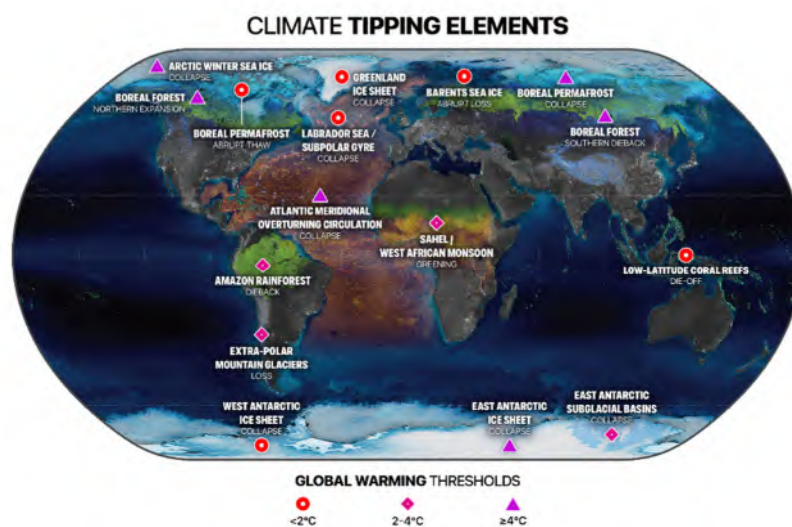 CLIMATE TIPPING ELEMENTS
ARCTIC WINTER SEA ICE
COLLAPSE
BOREAL FOREST
NORTHERN EXPANSION
BOREAL PERMAFROST
ABRUPT THAW
GREENLAND
ICE SHEET
COLLAPSE
LABRADOR SEA /
SUBPOLAR GYRE
COLLAPSE
BARENTS SEA ICE
ABRUPT LOSS
BOREAL PERMAFROST
COLLAPSE
BOREAL FOREST
SOUTHERN DIEBACK
ATLANTIC MERIDIONAL
OVERTURNING CIRCULATION
COLLAPSE
SAHEL /
WEST AFRICAN MONSOON
GREENING
LOW-LATITUDE CORAL REEFS
DIE-OFF
AMAZON RAINFOREST
DIEBACK
EXTRA-POLAR
MOUNTAIN GLACIERS
LOSS
WEST ANTARCTIC
ICE SHEET
COLLAPSE
EAST ANTARCTIC
ICE SHEET
COLLAPSE
EAST ANTARCTIC
SUBGLACIAL BASINS
COLLAPSE
GLOBAL WARMING THRESHOLDS
<2°C
2-4°C
≥4°C